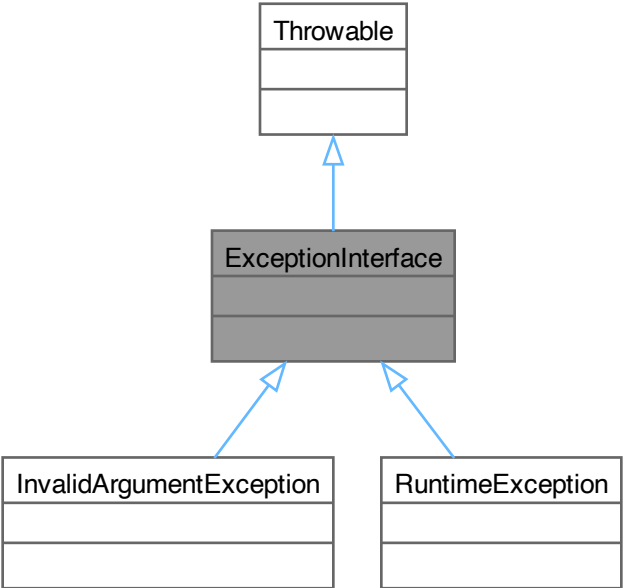 Throwable
ExceptionInterface
InvalidArgumentException
RuntimeException